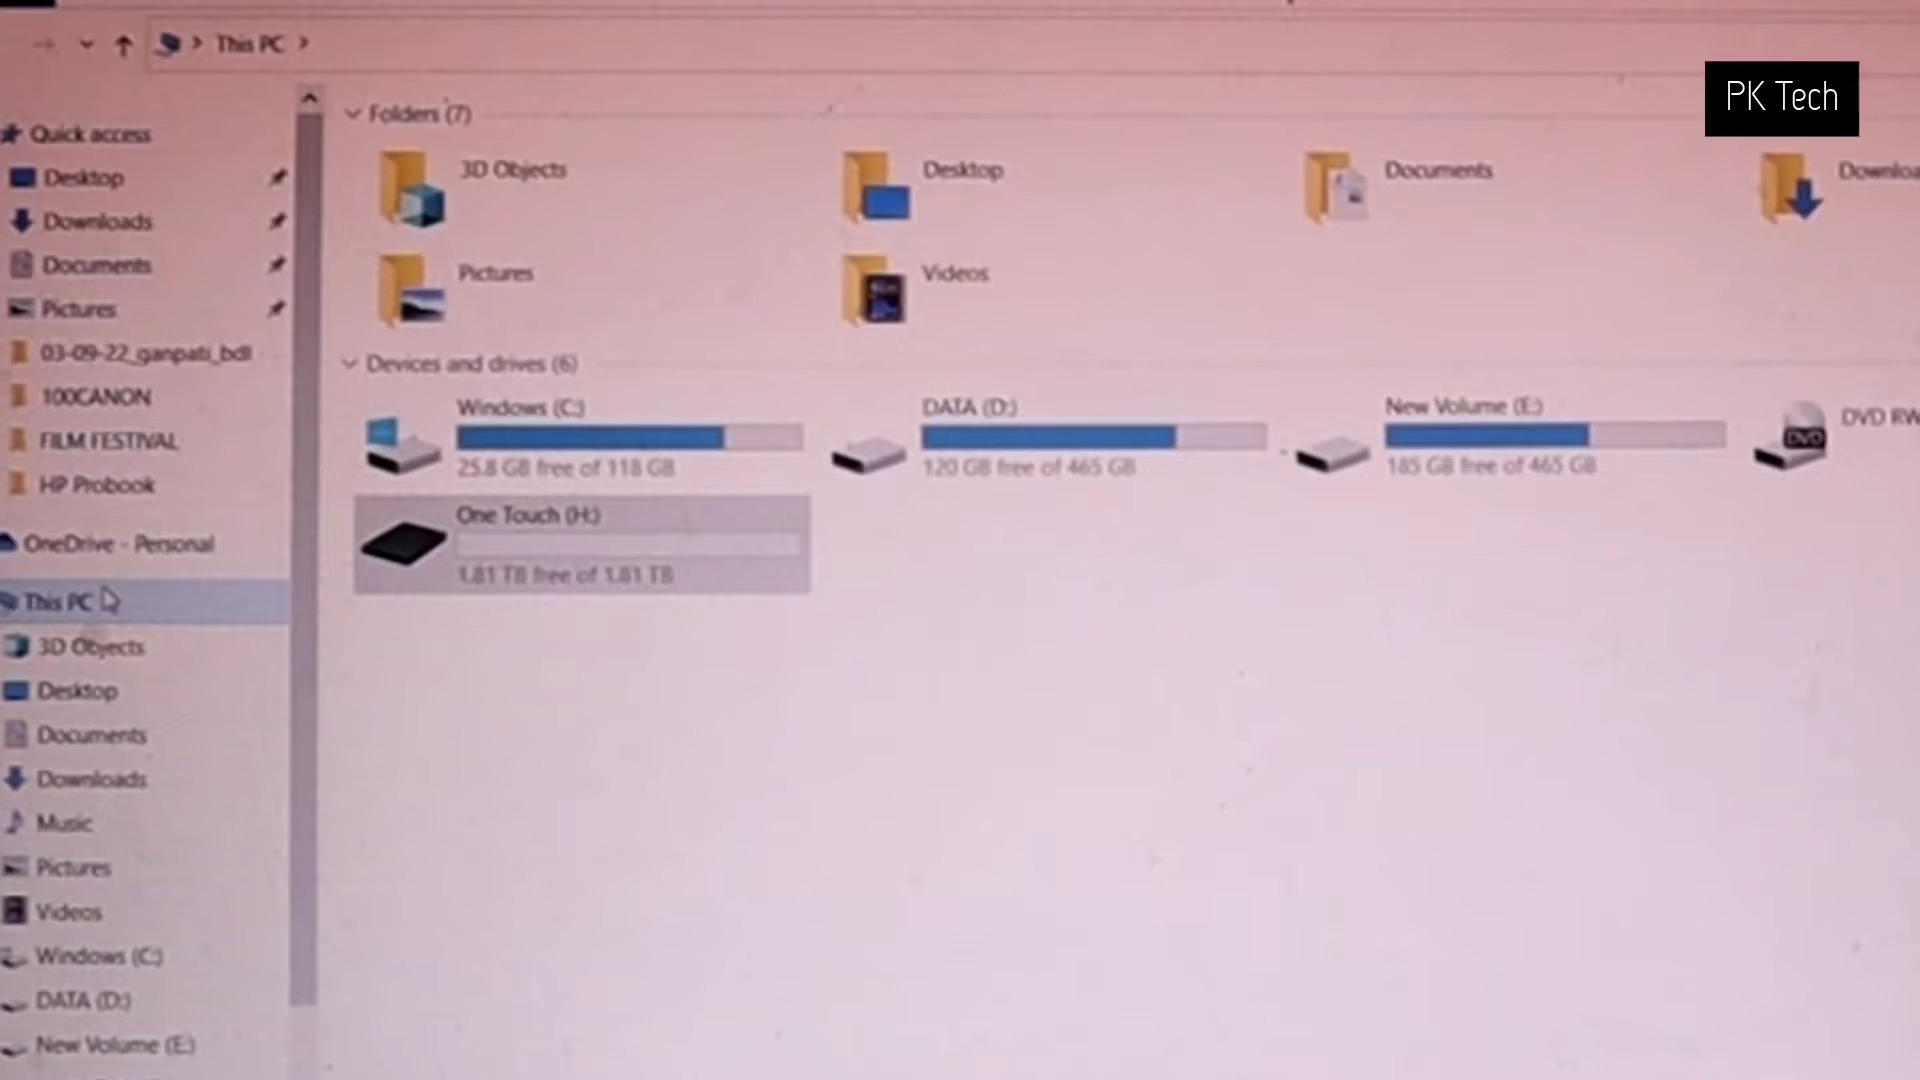 This PC
PK Tech
Quick access
Desktop
Downloads
Documents
Pictures
03-09-22_ganpati_bdl
100CANON
FILM FESTIVAL
HP Probook
OneDrive - Personal
This PC
3D Objects
Desktop
Documents
Downloads
Music
Pictures
Videos
Windows (C:)
DATA (D:)
New Volume (E:)
Folders (7)
3D Objects
Desktop
Documents
Pictures
Videos
Devices and drives (6)
Windows (C:)
25.8 GB free of 118 GB
DATA (D:)
120 GB free of 465 GB
New Volume (E:)
185 GB free of 465 GB
DVD
DVD RW
One Touch (H:)
1.81 TB free of 1.81 TB